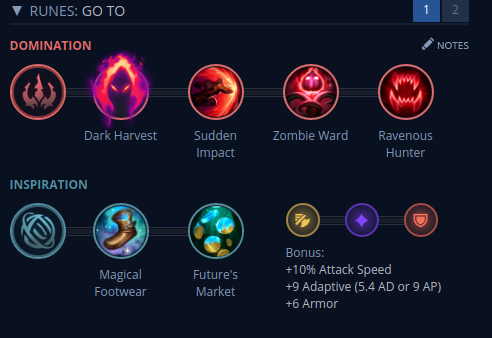 ▼ RUNES: GO TO
1 2
DOMINATION
NOTES
Dark Harvest
Sudden
Impact
Zombie Ward
Ravenous
Hunter
INSPIRATION
Magical
Footwear
Future's
Market
Bonus:
+10% Attack Speed
+9 Adaptive (5.4 AD or 9 AP)
+6 Armor